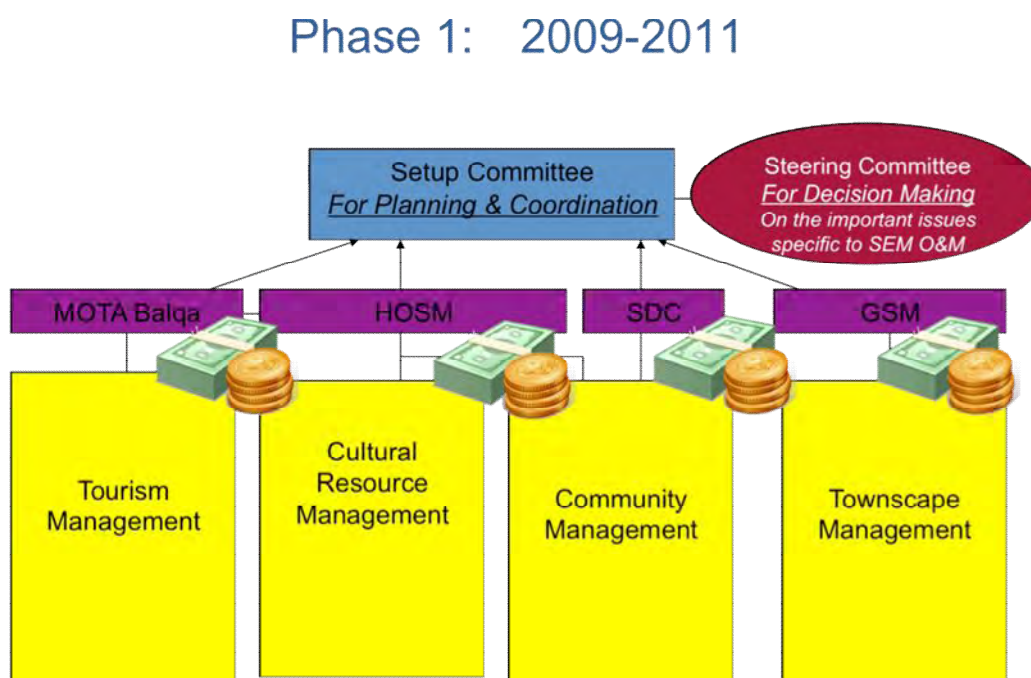 Phase 1: 2009-2011
Setup Committee
For Planning & Coordination
Steering Committee
For Decision Making
On the important issues
specific to SEM O&M
MOTA Balqa
HOSM
SDC
GSM
Tourism
Management
Cultural
Resource
Management
Community
Management
Townscape
Management